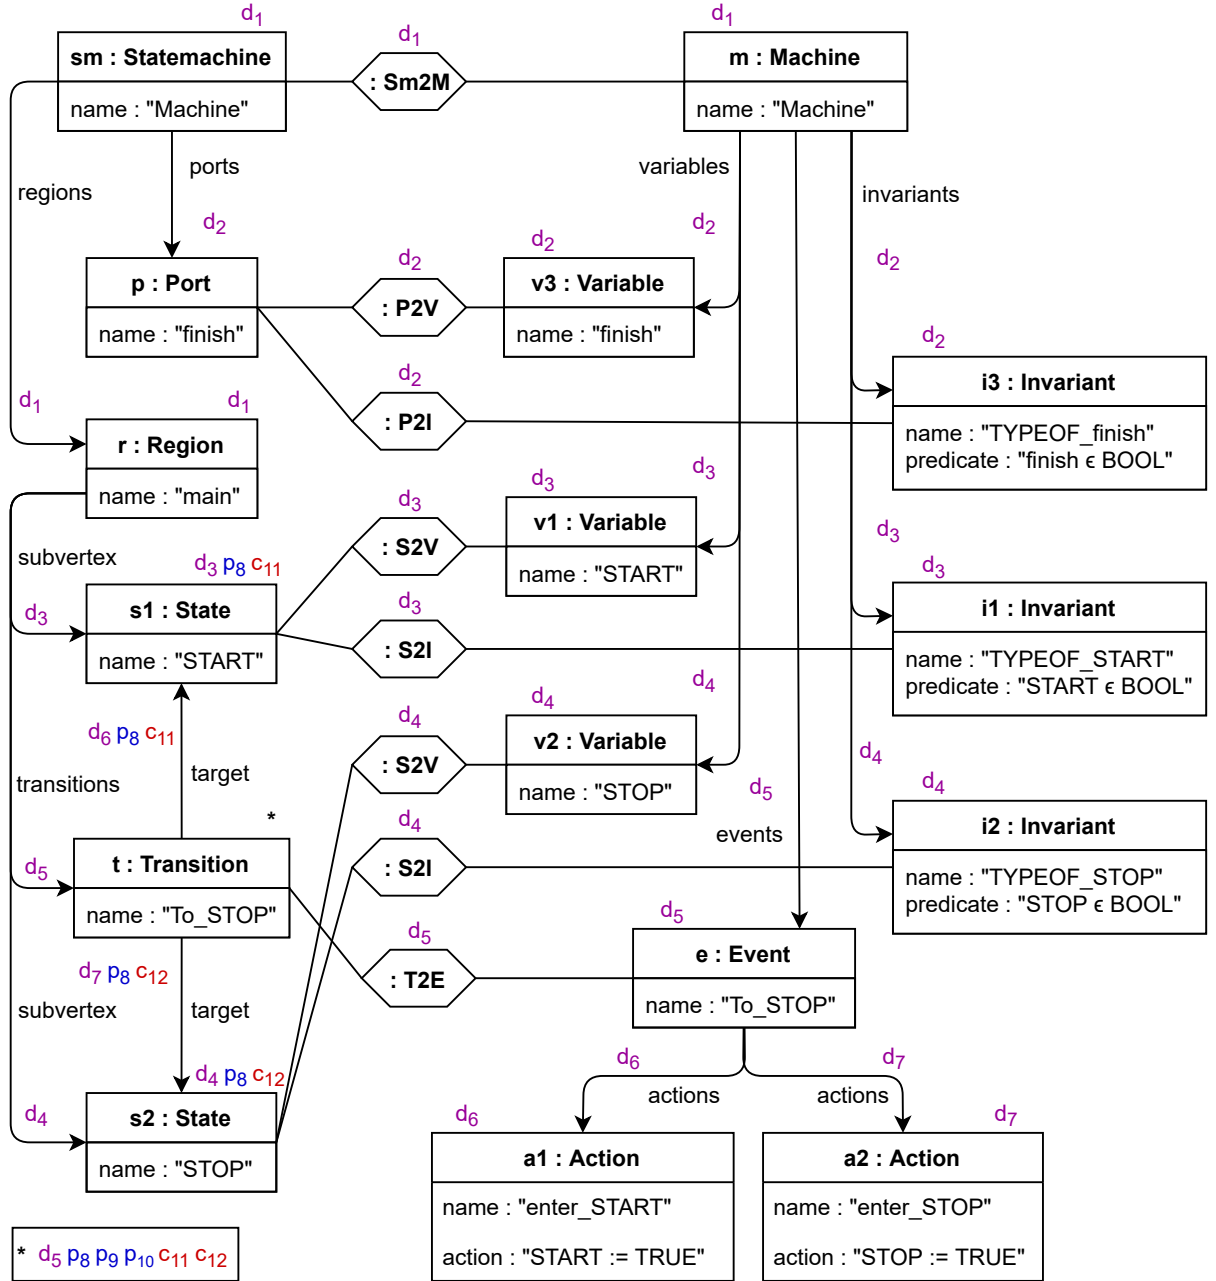 d1
d1
d1
sm : Statemachine
: Sm2M
m : Machine
name : "Machine"
name : "Machine"
ports
variables
regions
invariants
d2
d2
d2
d2
d2
p : Port
: P2V
v3 : Variable
name : "finish"
name : "finish"
d2
d2
i3 : Invariant
d1
d1
: P2I
name : "TYPEOF_finish"
predicate : "finish ϵ BOOL"
r : Region
name : "main"
d3
d3
d3
v1 : Variable
: S2V
subvertex
d3 p8 c11
name : "START"
d3
d3
d3
d3
s1 : State
i1 : Invariant
name : "START"
: S2I
name : "TYPEOF_START"
predicate : "START ϵ BOOL"
d4
d6 p8 c11
d4
d4
v2 : Variable
d4
: S2V
target
transitions
name : "STOP"
d5
d4
*
d4
events
i2 : Invariant
d5
t : Transition
: S2I
name : "TYPEOF_STOP"
predicate : "STOP ϵ BOOL"
name : "To_STOP"
d5
d5
e : Event
d7 p8 c12
: T2E
subvertex
target
name : "To_STOP"
d6
d7
d4 p8 c12
actions
actions
d4
d6
d7
s2 : State
a1 : Action
a2 : Action
name : "STOP"
name : "enter_START"
name : "enter_STOP"
* d5 p8 p9 p10 c11 c12
action : "START := TRUE"
action : "STOP := TRUE"